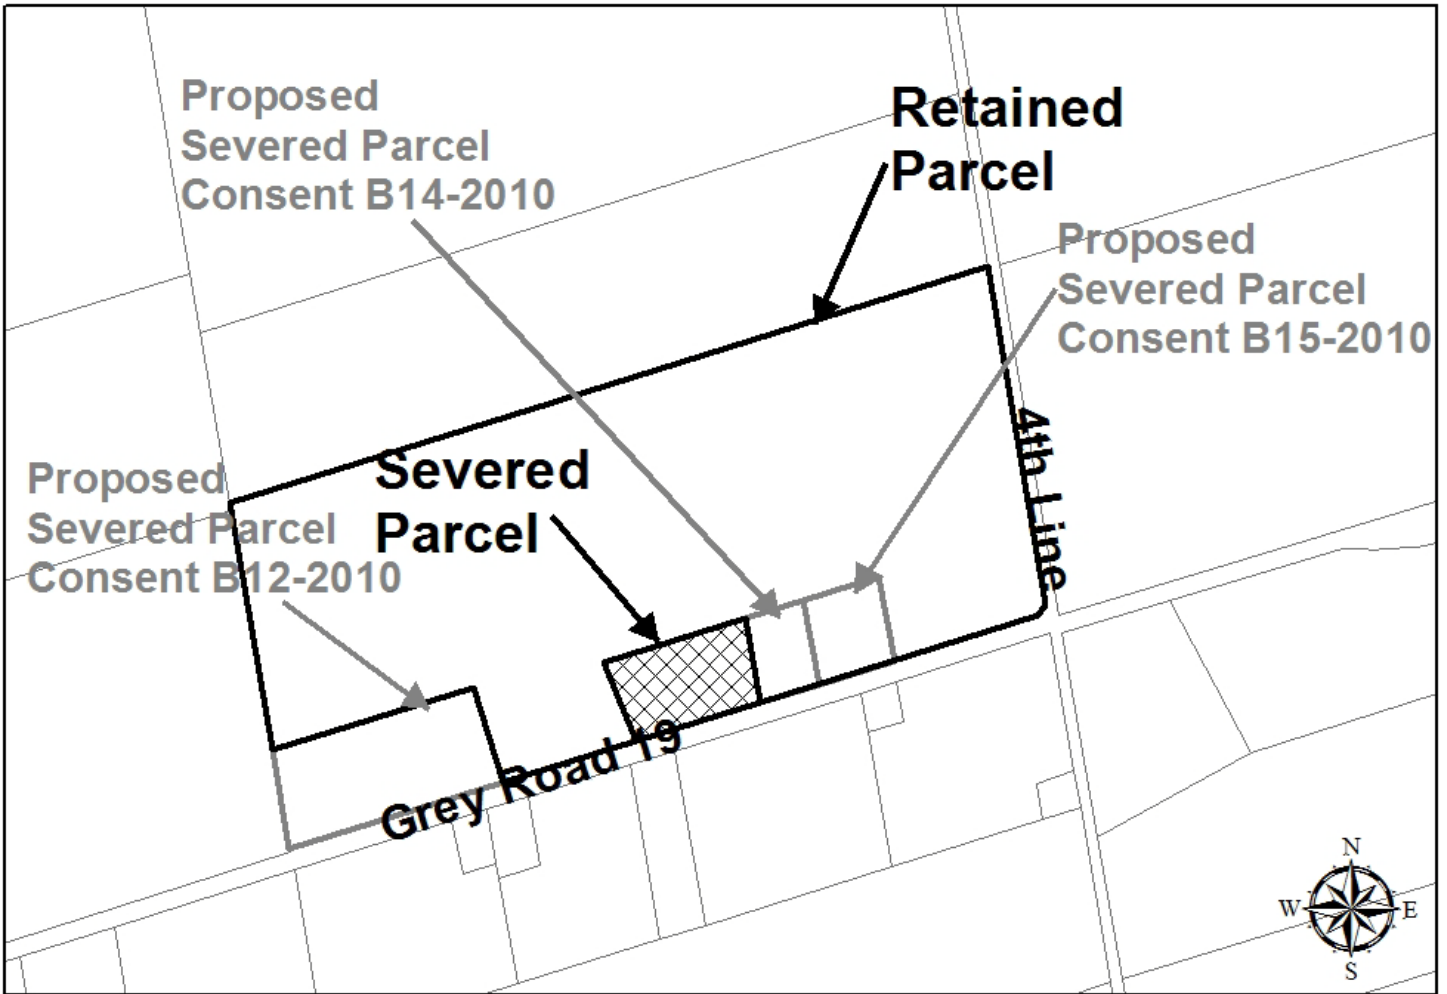 Proposed
Severed Parcel
Consent B14-2010
Retained
Parcel
Proposed
Severed Parcel
Consent B15-2010
4th Line
Severed
Parcel
Proposed
Severed Parcel
Consent B12-2010
Grey Road 19
N
W
E
S